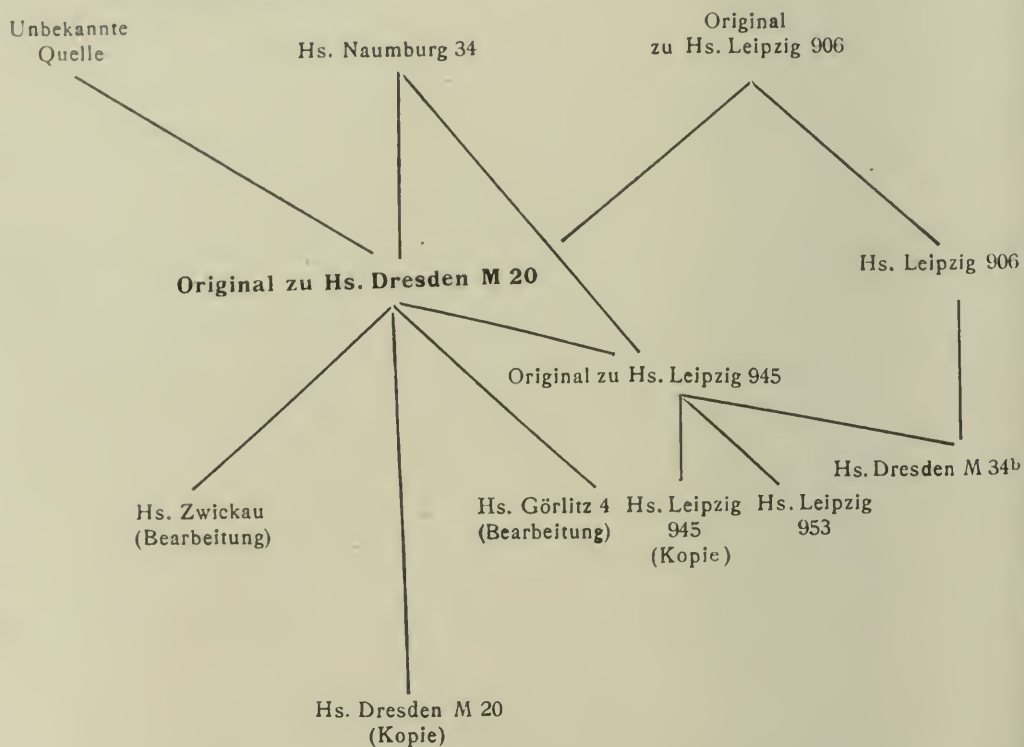 Unbekannte
Quelle
Hs. Naumburg 34
Original
zu Hs. Leipzig 906
Original zu Hs. Dresden M 20
Hs. Leipzig 906
Original zu Hs. Leipzig 945
Hs. Dresden M 34ᵇ
Hs. Zwickau
(Bearbeitung)
Hs. Görlitz 4
(Bearbeitung)
Hs. Leipzig
945
(Kopie)
Hs. Leipzig
953
Hs. Dresden M 20
(Kopie)